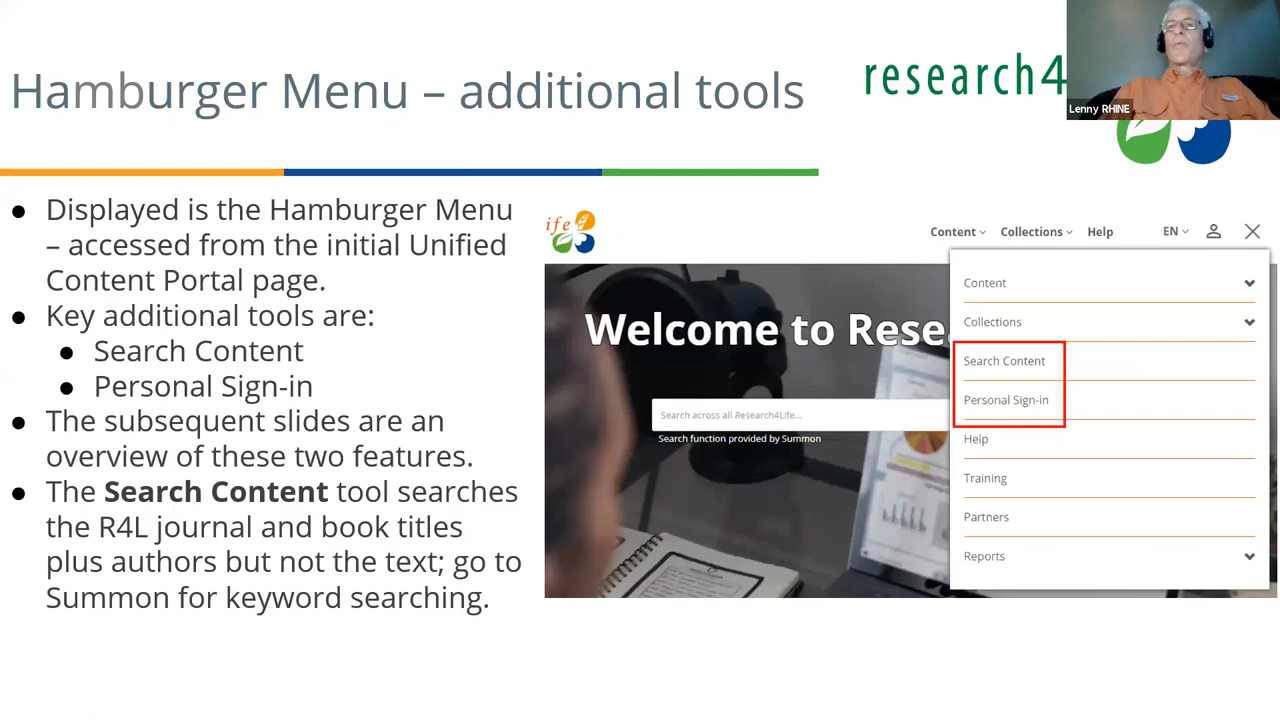 Hamburger Menu – additional tools
research4
Lenny RHINE
● Displayed is the Hamburger Menu
– accessed from the initial Unified
Content Portal page.
● Key additional tools are:
● Search Content
● Personal Sign-in
● The subsequent slides are an
overview of these two features.
● The Search Content tool searches
the R4L journal and book titles
plus authors but not the text; go to
Summon for keyword searching.
ife
Content Collections Help EN
Welcome to Rese
Search across all Research4Life...
Search function provided by Summon
Content
Collections
Search Content
Personal Sign-in
Help
Training
Partners
Reports